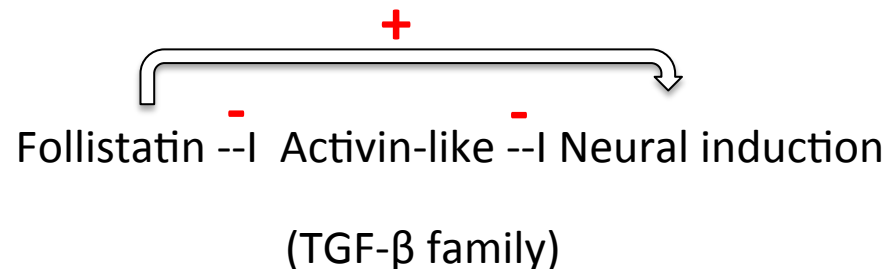 +
- -
Follistatin --I Activin-like --I Neural induction
(TGF-β family)